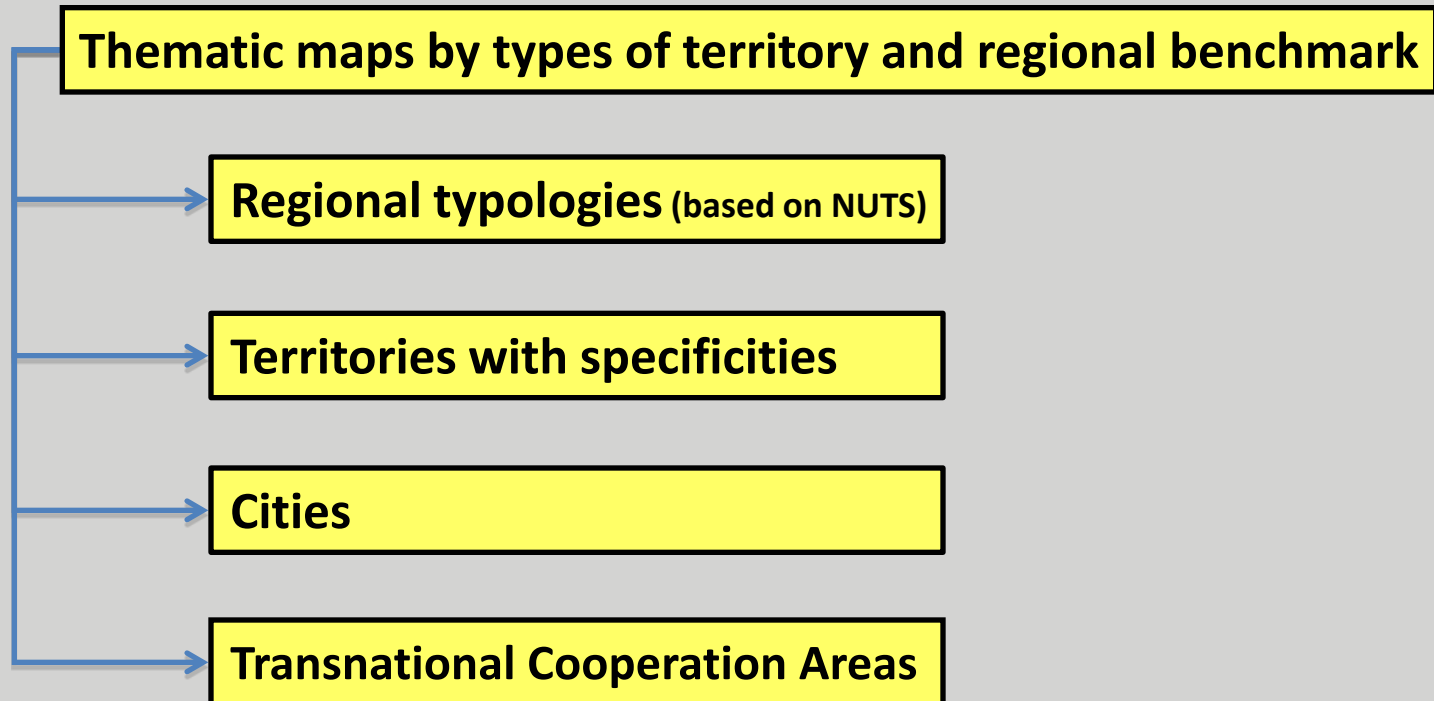 Thematic maps by types of territory and regional benchmark
Regional typologies (based on NUTS)
Territories with specificities
Cities
Transnational Cooperation Areas